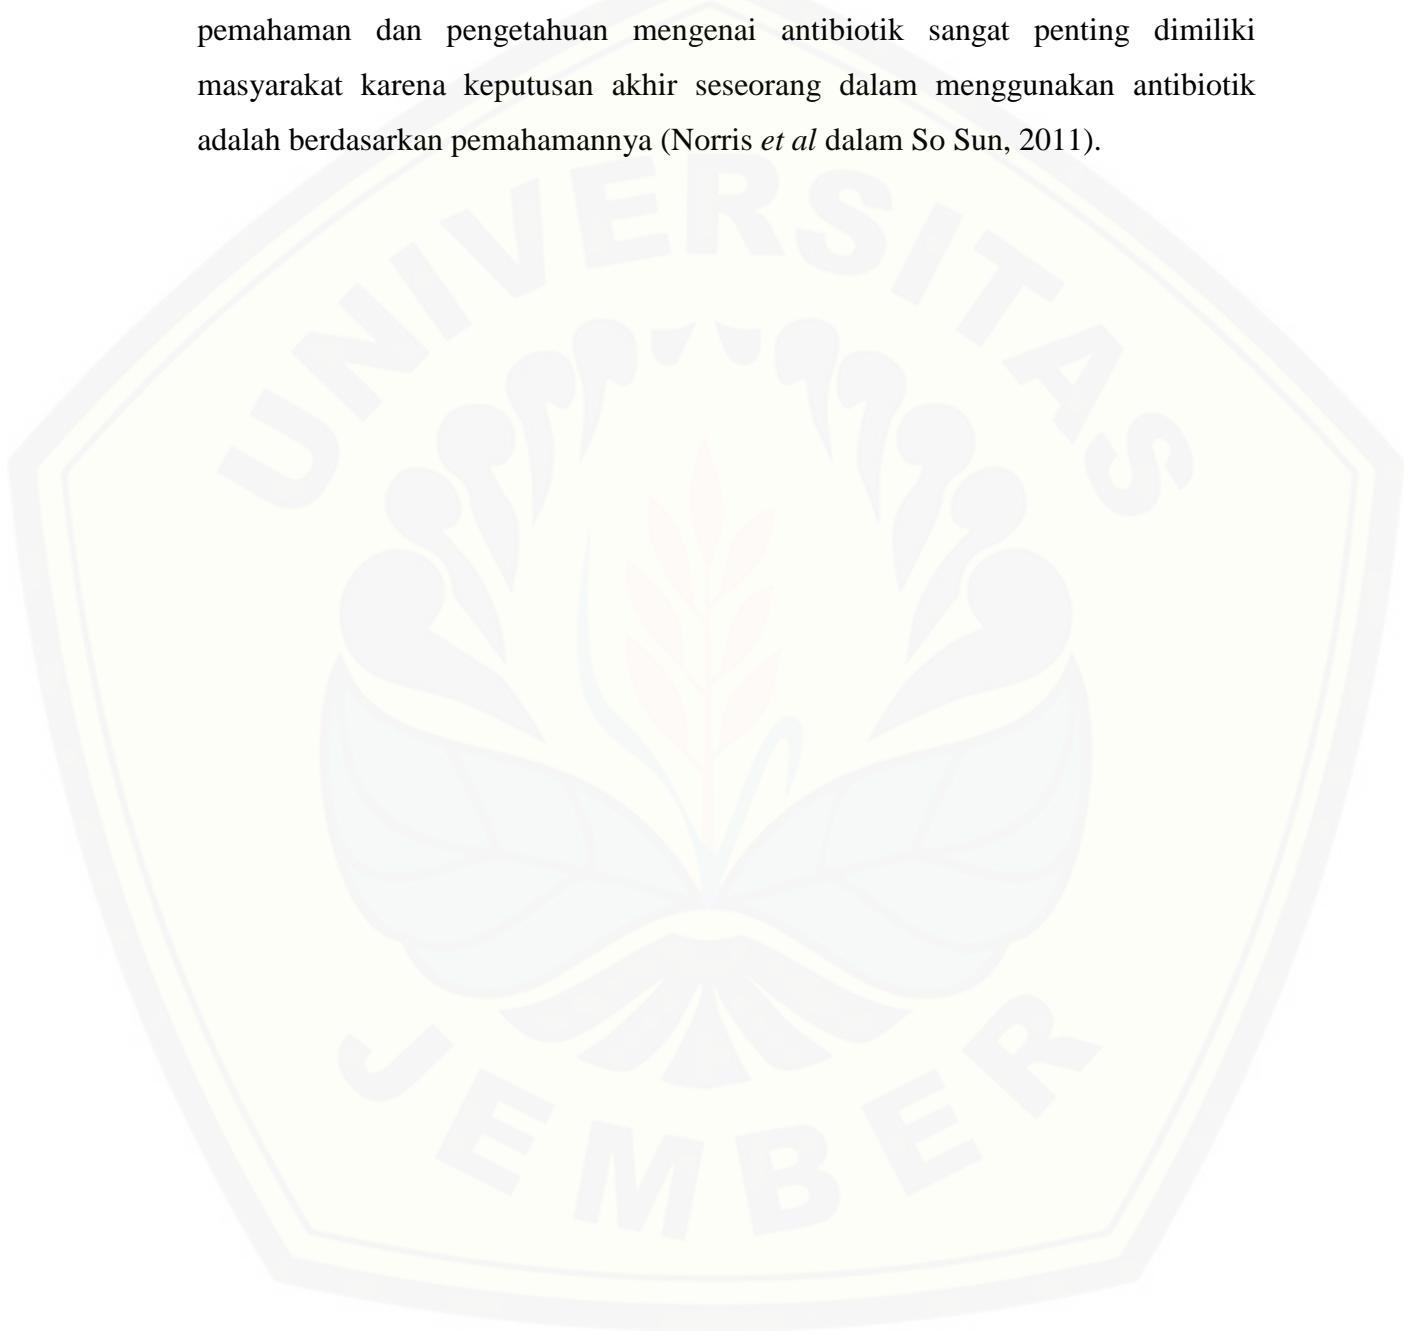 pemahaman dan pengetahuan mengenai antibiotik sangat penting dimiliki
masyarakat karena keputusan akhir seseorang dalam menggunakan antibiotik
adalah berdasarkan pemahamannya (Norris et al dalam So Sun, 2011).
UNIVERSITAS
JEMBER